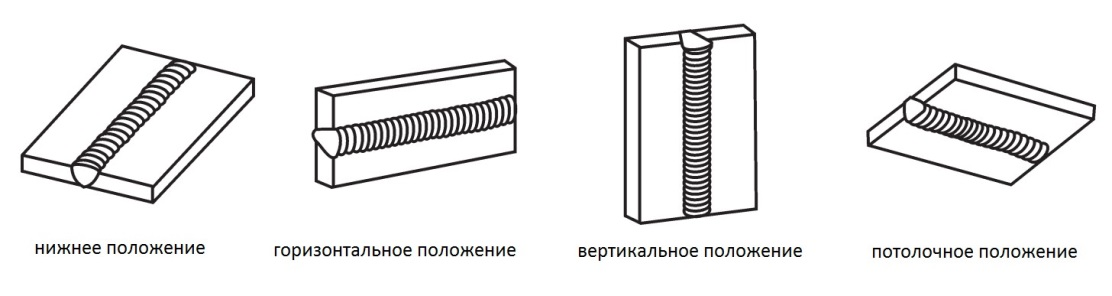 нижнее положение
горизонтальное положение
вертикальное положение
потолочное положение